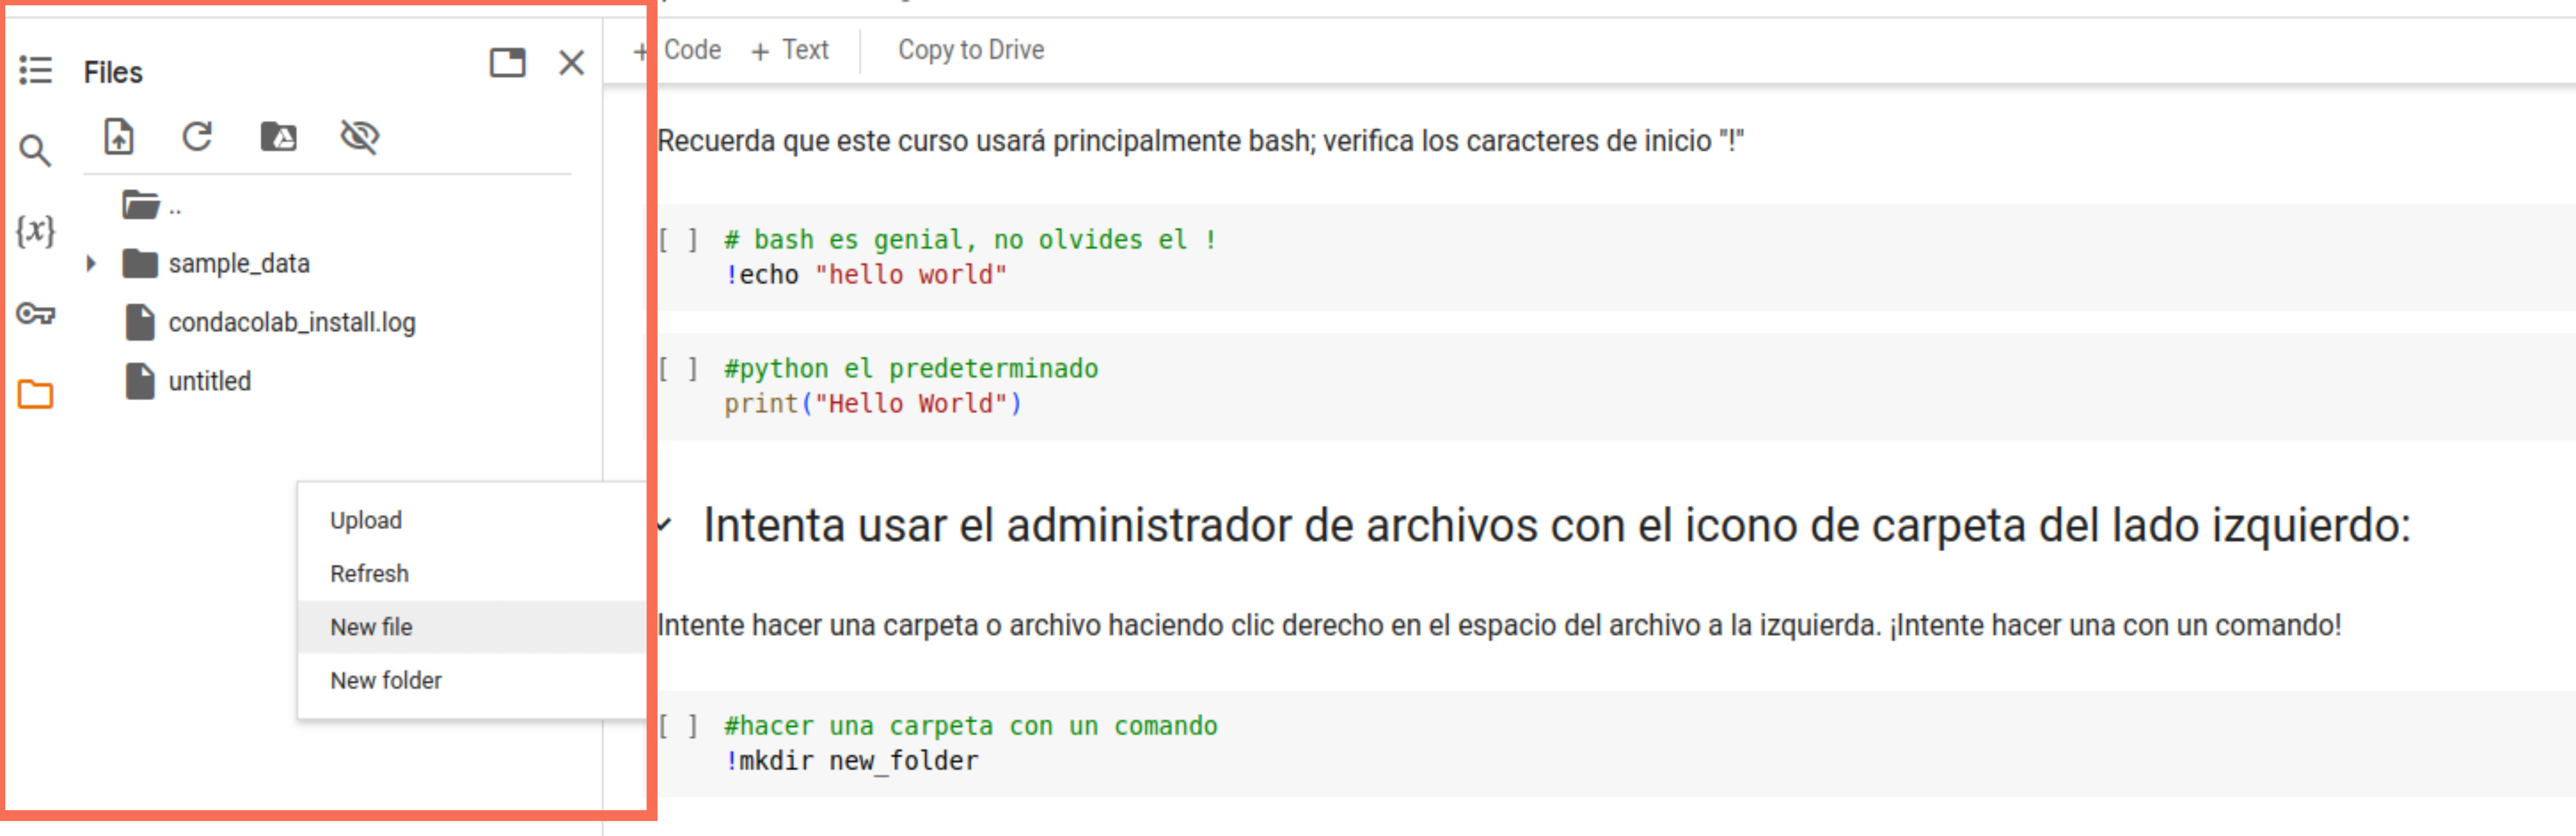 Files
..
sample_data
condacolab_install.log
untitled
{x}
Upload
Refresh
New file
New folder
+ Code + Text Copy to Drive
Recuerda que este curso usará principalmente bash; verifica los caracteres de inicio "!"
[ ] # bash es genial, no olvides el !
!echo "hello world"
[ ] #python el predeterminado
print("Hello World")
Intenta usar el administrador de archivos con el icono de carpeta del lado izquierdo:
Intente hacer una carpeta o archivo haciendo clic derecho en el espacio del archivo a la izquierda. ¡Intente hacer una con un comando!
[ ] #hacer una carpeta con un comando
!mkdir new_folder